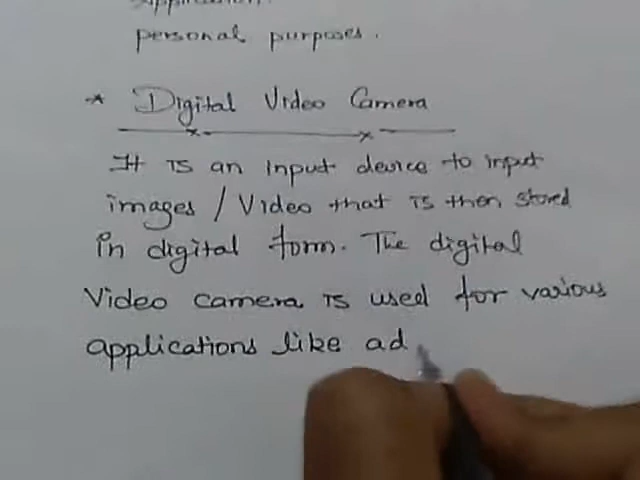 personal purposes.
* Digital Video Camera
It is an input device to input
images / Video that is then stored
in digital form. The digital
Video camera is used for various
applications like ad